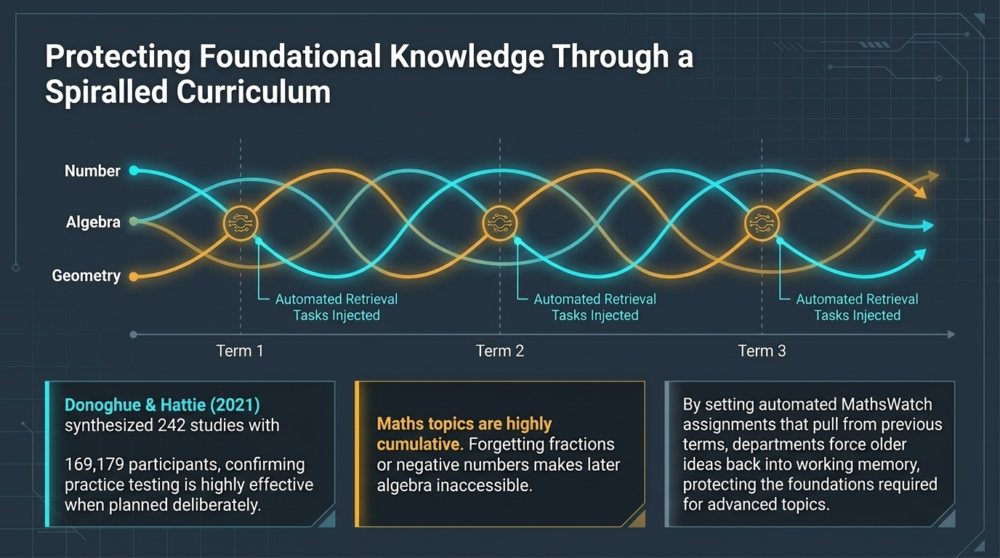 Protecting Foundational Knowledge Through a
Spiralled Curriculum
Number
Algebra
Geometry
Automated Retrieval
Tasks Injected
Automated Retrieval
Tasks Injected
Automated Retrieval
Tasks Injected
Term 1
Term 2
Term 3
Donoghue & Hattie (2021)
synthesized 242 studies with
169,179 participants, confirming
practice testing is highly effective
when planned deliberately.
Maths topics are highly
cumulative. Forgetting fractions
or negative numbers makes later
algebra inaccessible.
By setting automated MathsWatch
assignments that pull from previous
terms, departments force older
ideas back into working memory,
protecting the foundations required
for advanced topics.